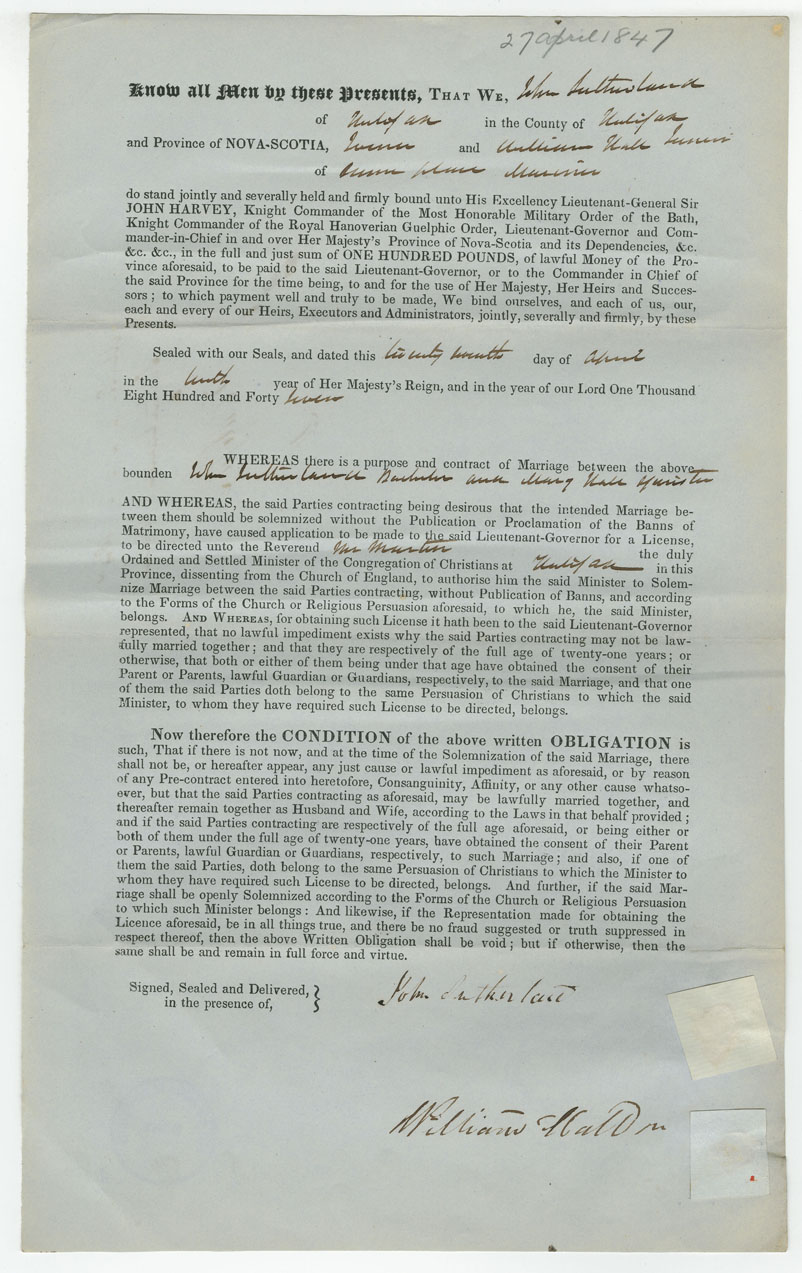 27 April 1847
Know all Men by these Presents, THAT WE, John Sutherland
of Halifax in the County of Halifax
and Province of NOVA-SCOTIA, and William Hall Junior
of same place Mariner
do stand jointly and severally held and firmly bound unto His Excellency Lieutenant-General Sir
JOHN HARVEY, Knight Commander of the Most Honorable Military Order of the Bath,
Knight Commander of the Royal Hanoverian Guelphic Order, Lieutenant-Governor and Com-
mander-in-Chief in and over Her Majesty's Province of Nova-Scotia and its Dependencies, &c.
&c. &c., in the full and just sum of ONE HUNDRED POUNDS, of lawful Money of the Pro-
vince aforesaid, to be paid to the said Lieutenant-Governor, or to the Commander in Chief of
the said Province for the time being, to and for the use of Her Majesty, Her Heirs and Succes-
sors ; to which payment well and truly to be made, We bind ourselves, and each of us, our,
each and every of our Heirs, Executors and Administrators, jointly, severally and firmly, by these
Presents.
Sealed with our Seals, and dated this twenty seventh day of April
in the tenth year of Her Majesty's Reign, and in the year of our Lord One Thousand
Eight Hundred and Forty seven
WHEREAS there is a purpose and contract of Marriage between the above
bounden John Sutherland Bachelor and Mary Hall Spinster
AND WHEREAS, the said Parties contracting being desirous that the intended Marriage be-
tween them should be solemnized without the Publication or Proclamation of the Banns of
Matrimony, have caused application to be made to the said Lieutenant-Governor for a License,
to be directed unto the Reverend Mr Martin the duly
Ordained and Settled Minister of the Congregation of Christians at Halifax in this
Province, dissenting from the Church of England, to authorise him the said Minister to Solem-
nize Marriage between the said Parties contracting, without Publication of Banns, and according
to the Forms of the Church or Religious Persuasion aforesaid, to which he, the said Minister,
belongs. AND WHEREAS, for obtaining such License it hath been to the said Lieutenant-Governor
represented, that no lawful impediment exists why the said Parties contracting may not be law-
fully married together ; and that they are respectively of the full age of twenty-one years ; or
otherwise, that both or either of them being under that age have obtained the consent of their
Parent or Parents, lawful Guardian or Guardians, respectively, to the said Marriage, and that one
of them the said Parties doth belong to the same Persuasion of Christians to which the said
Minister, to whom they have required such License to be directed, belongs.
Now therefore the CONDITION of the above written OBLIGATION is
such, That if there is not now, and at the time of the Solemnization of the said Marriage, there
shall not be, or hereafter appear, any just cause or lawful impediment as aforesaid, or by reason
of any Pre-contract entered into heretofore, Consanguinity, Affinity, or any other cause whatso-
ever, but that the said Parties contracting as aforesaid, may be lawfully married together, and
thereafter remain together as Husband and Wife, according to the Laws in that behalf provided ;
and if the said Parties contracting are respectively of the full age aforesaid, or being either or
both of them under the full age of twenty-one years, have obtained the consent of their Parent
or Parents, lawful Guardian or Guardians, respectively, to such Marriage ; and also, if one of
them the said Parties, doth belong to the same Persuasion of Christians to which the Minister to
whom they have required such License to be directed, belongs. And further, if the said Mar-
riage shall be openly Solemnized according to the Forms of the Church or Religious Persuasion
to which such Minister belongs : And likewise, if the Representation made for obtaining the
Licence aforesaid, be in all things true, and there be no fraud suggested or truth suppressed in
respect thereof, then the above Written Obligation shall be void ; but if otherwise, then the
same shall be and remain in full force and virtue.
Signed, Sealed and Delivered,
in the presence of,
John Sutherland
William Hall